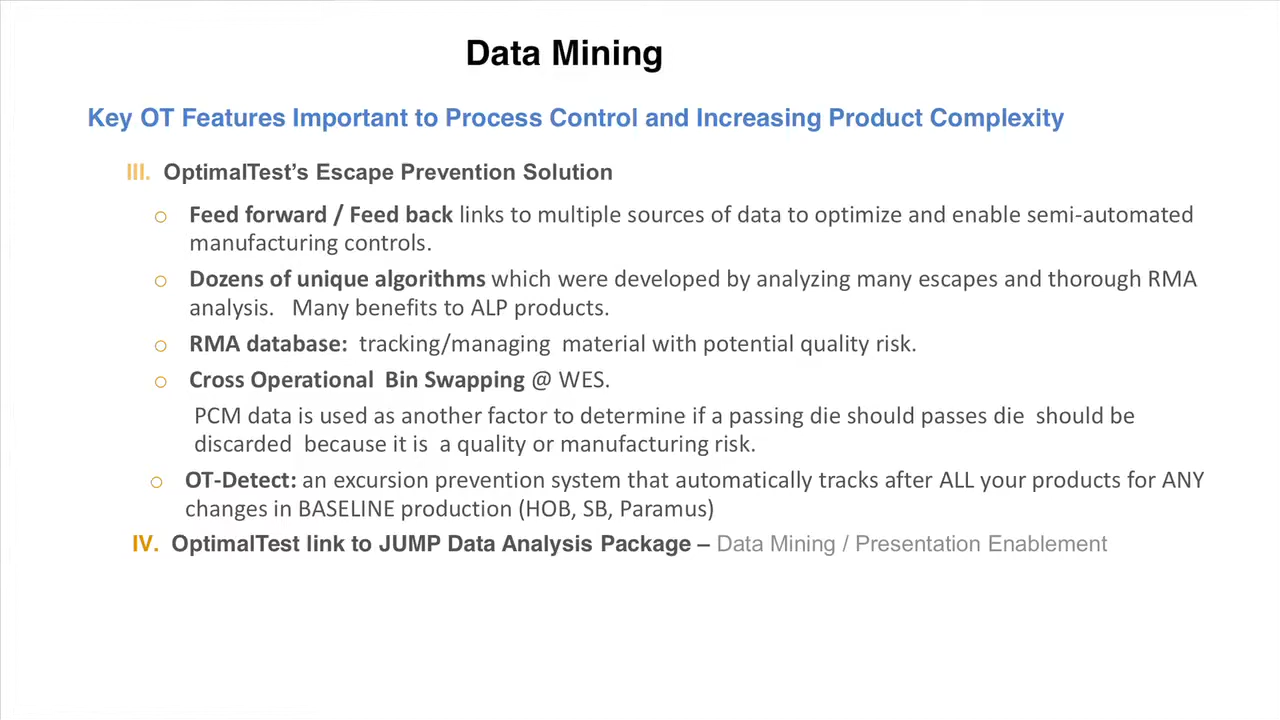 Data Mining
Key OT Features Important to Process Control and Increasing Product Complexity
III. OptimalTest’s Escape Prevention Solution
o Feed forward / Feed back links to multiple sources of data to optimize and enable semi-automated
manufacturing controls.
o Dozens of unique algorithms which were developed by analyzing many escapes and thorough RMA
analysis. Many benefits to ALP products.
o RMA database: tracking/managing material with potential quality risk.
o Cross Operational Bin Swapping @ WES.
PCM data is used as another factor to determine if a passing die should passes die should be
discarded because it is a quality or manufacturing risk.
o OT-Detect: an excursion prevention system that automatically tracks after ALL your products for ANY
changes in BASELINE production (HOB, SB, Paramus)
IV. OptimalTest link to JUMP Data Analysis Package – Data Mining / Presentation Enablement